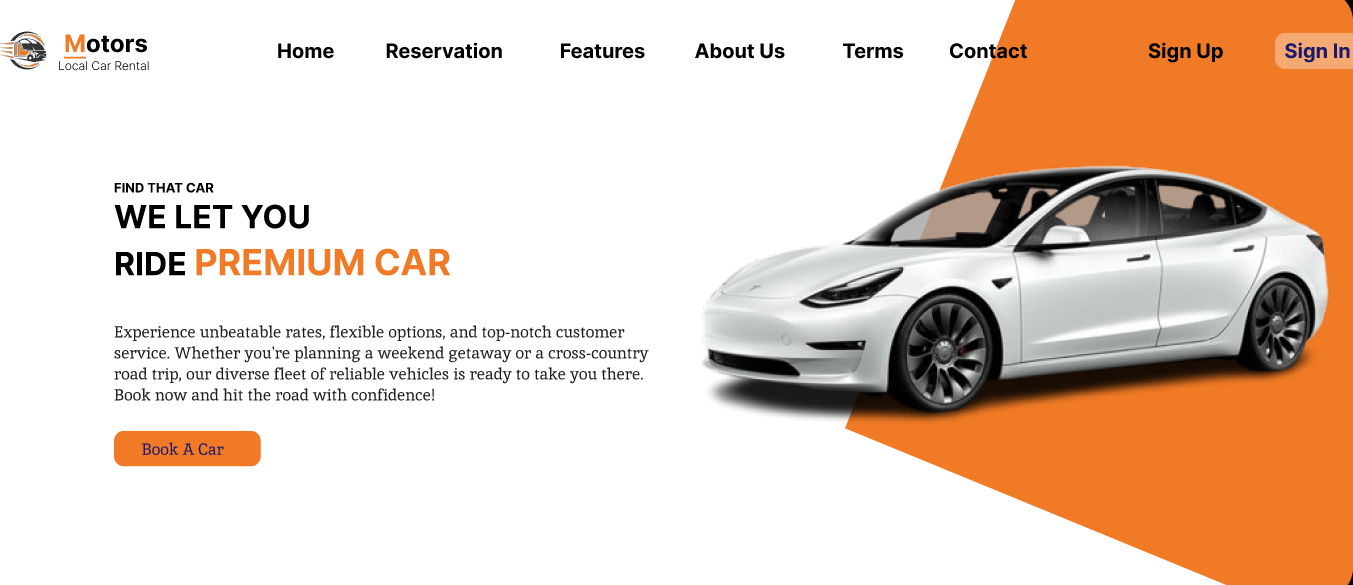 Motors
Local Car Rental
Home Reservation Features About Us Terms Contact Sign Up Sign In
FIND THAT CAR
WE LET YOU
RIDE PREMIUM CAR
Experience unbeatable rates, flexible options, and top-notch customer
service. Whether you're planning a weekend getaway or a cross-country
road trip, our diverse fleet of reliable vehicles is ready to take you there.
Book now and hit the road with confidence!
Book A Car